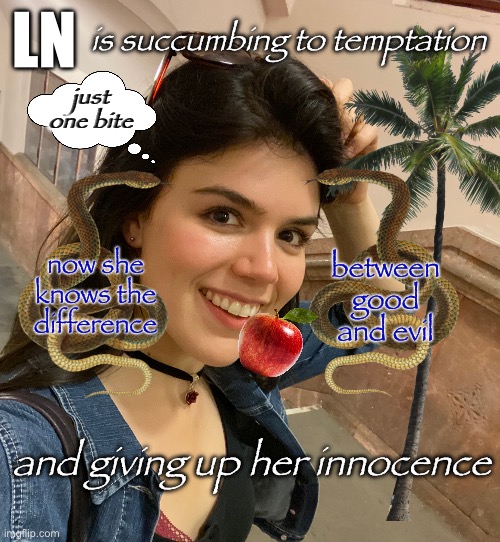 LN is succumbing to temptation
just
one bite
now she
knows the
difference
between
good
and evil
and giving up her innocence
imgflip.com